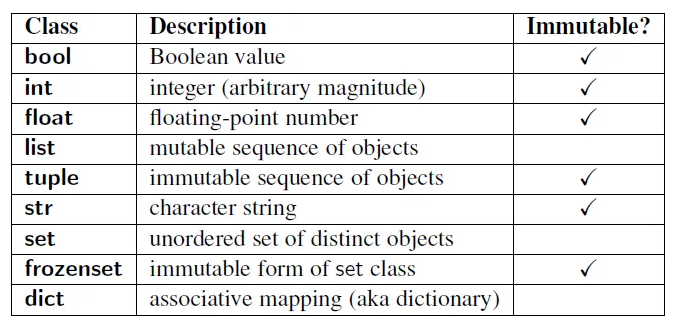 Class Description Immutable?
bool Boolean value ✓
int integer (arbitrary magnitude) ✓
float floating-point number ✓
list mutable sequence of objects
tuple immutable sequence of objects ✓
str character string ✓
set unordered set of distinct objects
frozenset immutable form of set class ✓
dict associative mapping (aka dictionary)